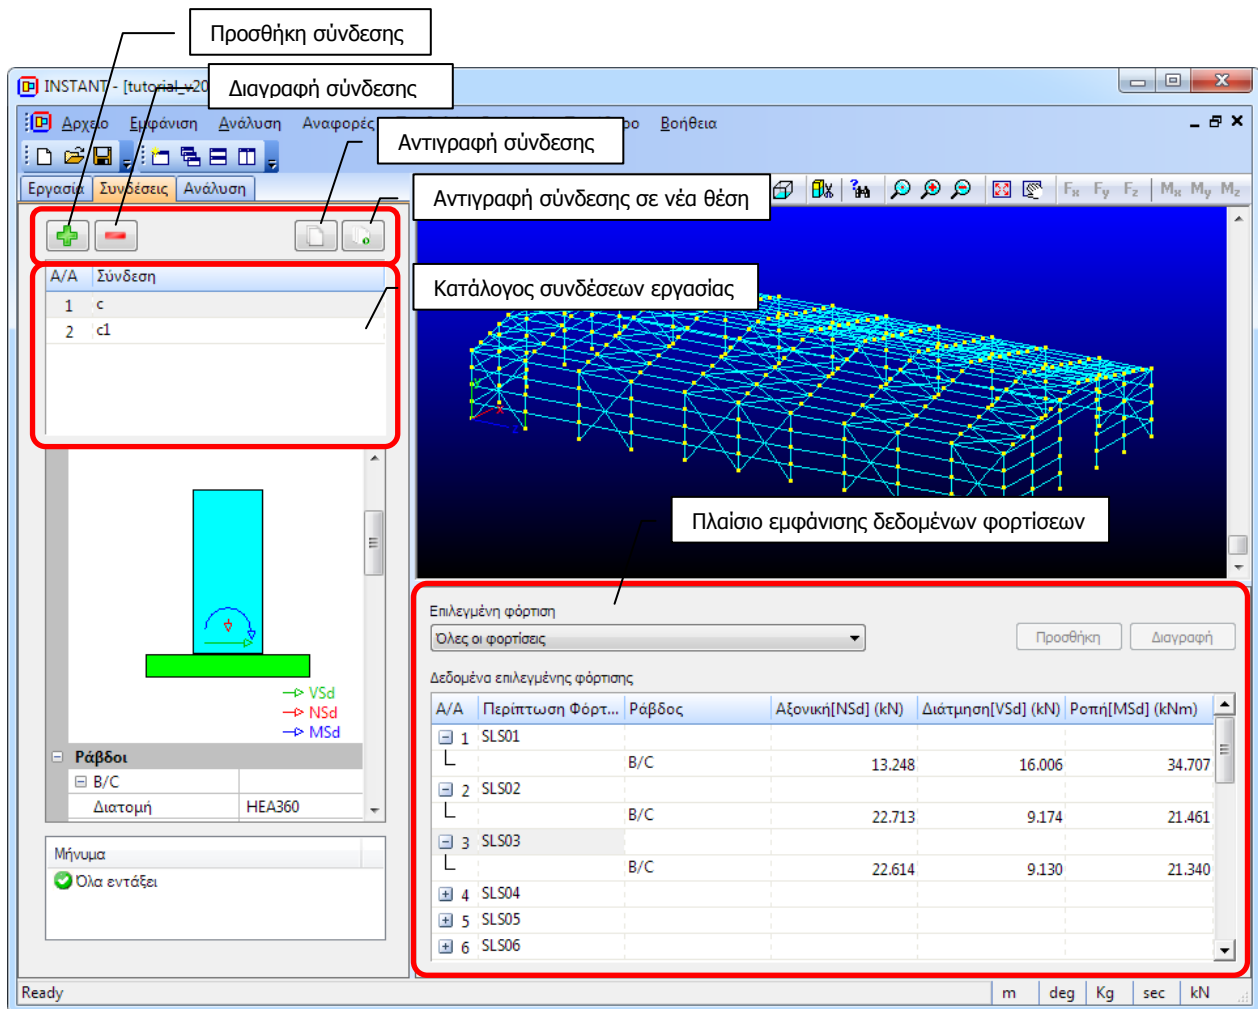 Προσθήκη σύνδεσης
INSTANT - [tutorial_v20
Διαγραφή σύνδεσης
Αρχείο Εμφάνιση Ανάλυση Αναφορές Βοήθεια
Αντιγραφή σύνδεσης
Εργασία Συνδέσεις Ανάλυση
Αντιγραφή σύνδεσης σε νέα θέση
Fx Fy Fz Mx My Mz
A/A Σύνδεση
1 c
2 c1
Κατάλογος συνδέσεων εργασίας
Y
X
Z
Πλαίσιο εμφάνισης δεδομένων φορτίσεων
VSd
NSd
MSd
Ράβδοι
B/C
Διατομή HEA360
Μήνυμα
Όλα εντάξει
Επιλεγμένη φόρτιση
Όλες οι φορτίσεις Προσθήκη Διαγραφή
Δεδομένα επιλεγμένης φόρτισης
A/A Περίπτωση Φόρτ... Ράβδος Αξονική[NSd] (kN) Διάτμηση[VSd] (kN) Ροπή[MSd] (kNm)
1 SLS01
B/C 13.248 16.006 34.707
2 SLS02
B/C 22.713 9.174 21.461
3 SLS03
B/C 22.614 9.130 21.340
4 SLS04
5 SLS05
6 SLS06
Ready m deg Kg sec kN